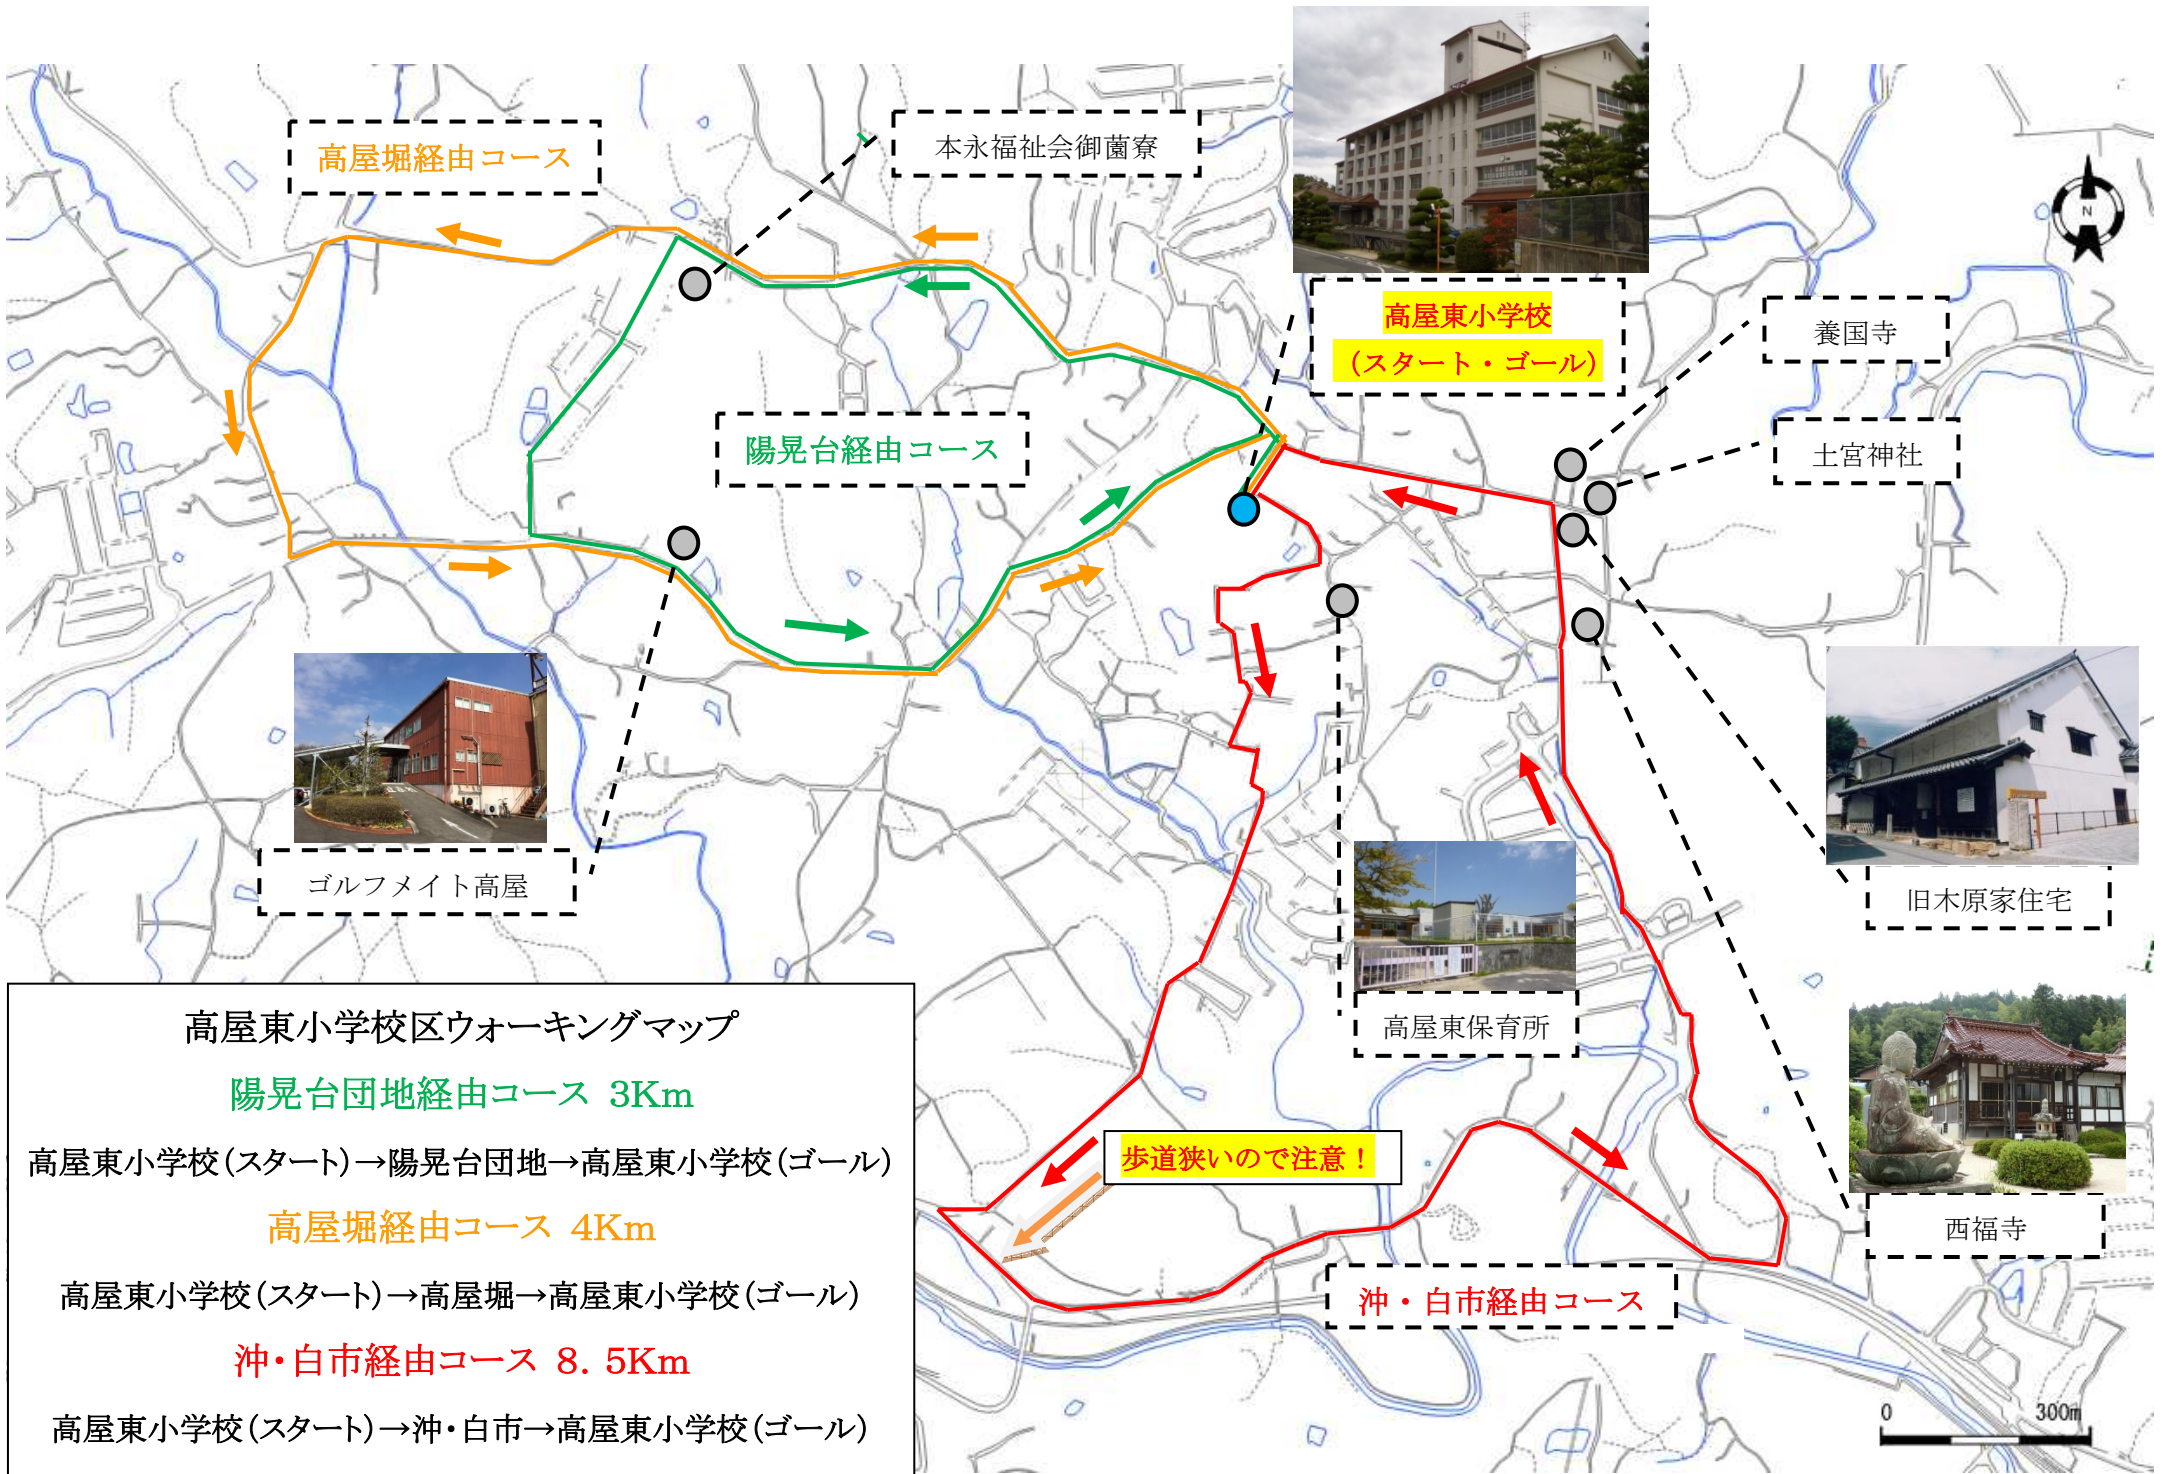 高屋堀経由コース
本永福祉会御薗寮
N
高屋東小学校
（スタート・ゴール）
養国寺
土宮神社
陽晃台経由コース
ゴルフメイト高屋
旧木原家住宅
高屋東保育所
西福寺
歩道狭いので注意！
沖・白市経由コース
0 300m
高屋東小学校区ウォーキングマップ
陽晃台団地経由コース 3Km
高屋東小学校(スタート)→陽晃台団地→高屋東小学校(ゴール)
高屋堀経由コース 4Km
高屋東小学校(スタート)→高屋堀→高屋東小学校(ゴール)
沖・白市経由コース 8．5Km
高屋東小学校(スタート)→沖・白市→高屋東小学校(ゴール)